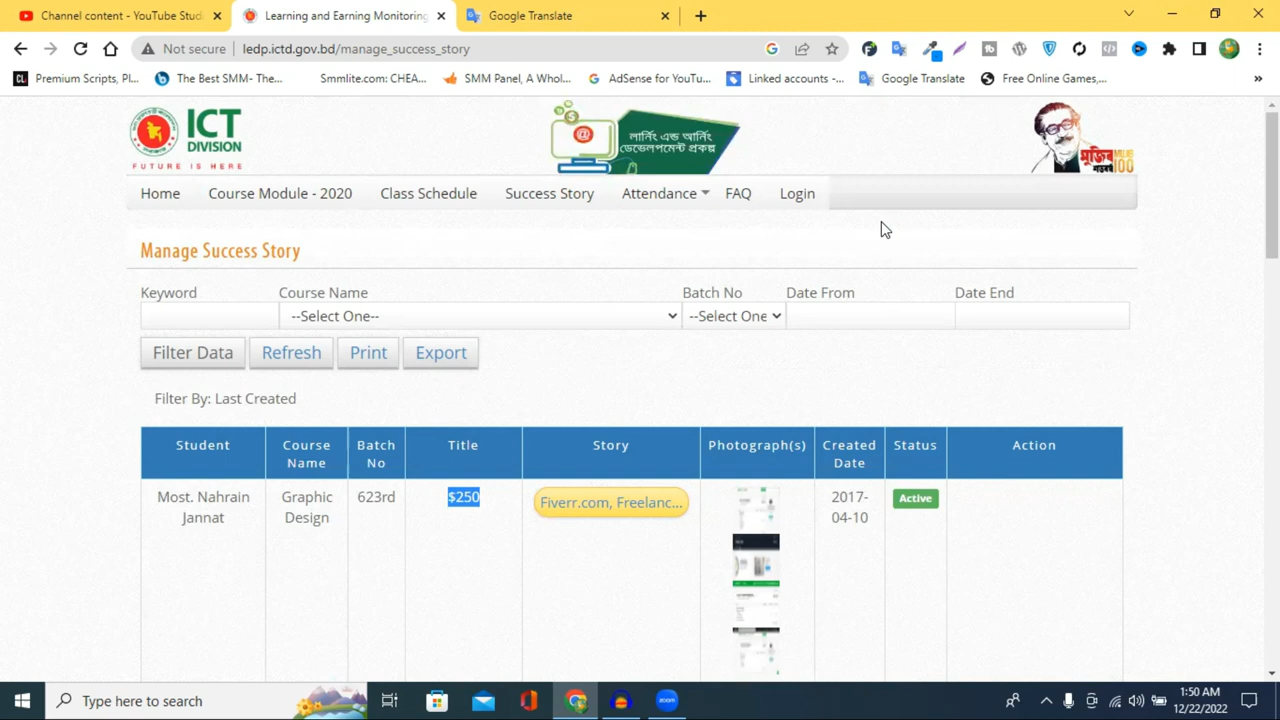 Channel content - YouTube Studi
Learning and Earning Monitoring
Google Translate
Not secure
ledp.ictd.gov.bd/manage_success_story
Premium Scripts, Pl...
The Best SMM- The...
Smmlite.com: CHEA...
SMM Panel, A Whol...
AdSense for YouTu...
Linked accounts -...
Google Translate
Free Online Games,...
ICT
DIVISION
FUTURE IS HERE
লার্নিং এন্ড আর্নিং
ডেভেলপমেন্ট প্রকল্প
মুজিব
100
Home
Course Module - 2020
Class Schedule
Success Story
Attendance
FAQ
Login
Manage Success Story
Keyword
Course Name
Batch No
Date From
Date End
--Select One--
--Select One
Filter Data
Refresh
Print
Export
Filter By: Last Created
Student
Course
Name
Batch
No
Title
Story
Photograph(s)
Created
Date
Status
Action
Most. Nahrain
Jannat
Graphic
Design
623rd
$250
Fiverr.com, Freelanc...
2017-
04-10
Active
Type here to search
zoom
1:50 AM
12/22/2022